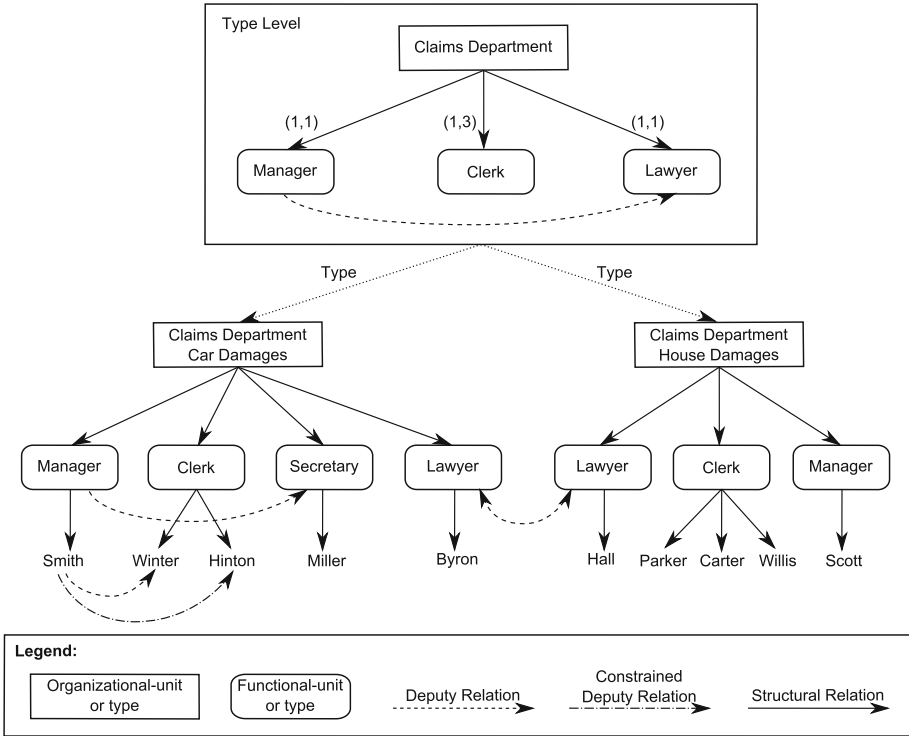 Type Level
Claims Department
(1,1)
(1,3)
(1,1)
Manager
Clerk
Lawyer
Type
Type
Claims Department
Car Damages
Claims Department
House Damages
Manager
Clerk
Secretary
Lawyer
Lawyer
Clerk
Manager
Smith
Winter
Hinton
Miller
Byron
Hall
Parker
Carter
Willis
Scott
Legend:
Organizational-unit
or type
Functional-unit
or type
Deputy Relation
Constrained
Deputy Relation
Structural Relation